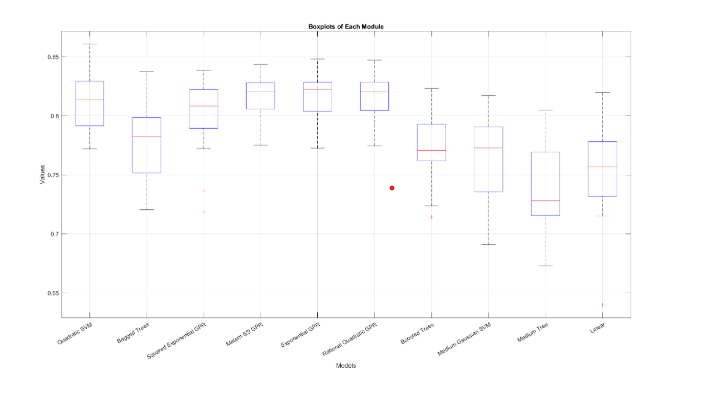 Boxplots of Each Module
0.85
0.8
0.75
0.7
0.65
Values
Quadratic SVM
Bagged Trees
Squared Exponential GPR
Matern 5/2 GPR
Exponential GPR
Rational Quadratic GPR
Boosted Trees
Medium Gaussian SVM
Medium Tree
Linear
Models